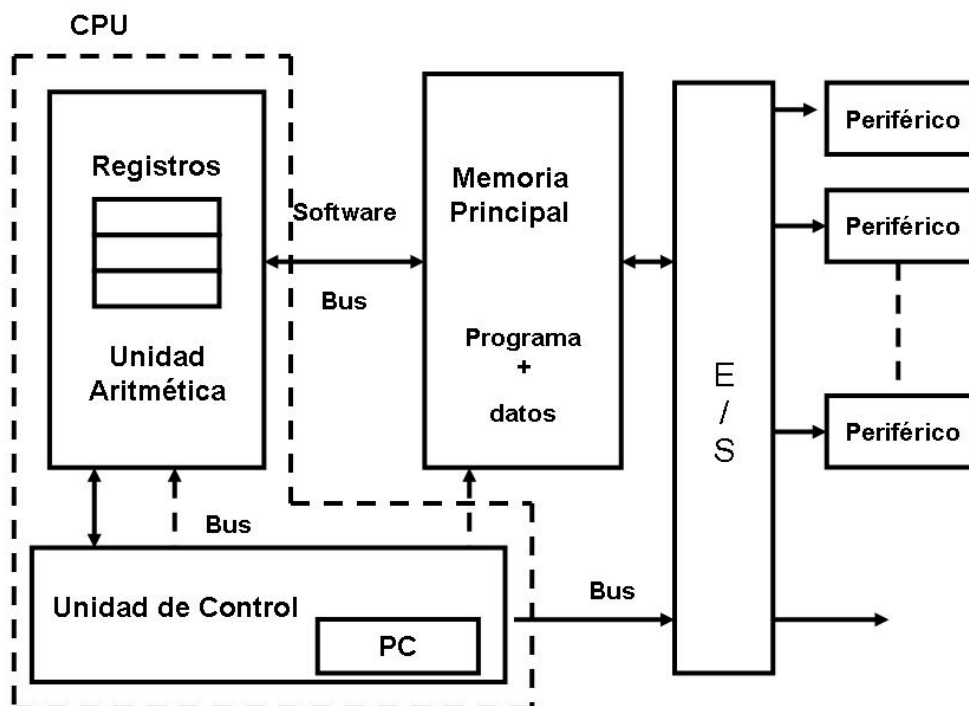 CPU
Registros
Unidad
Aritmética
Software
Bus
Memoria
Principal
Programa
+
datos
E
/
S
Periférico
Periférico
Periférico
Bus
Unidad de Control
PC
Bus